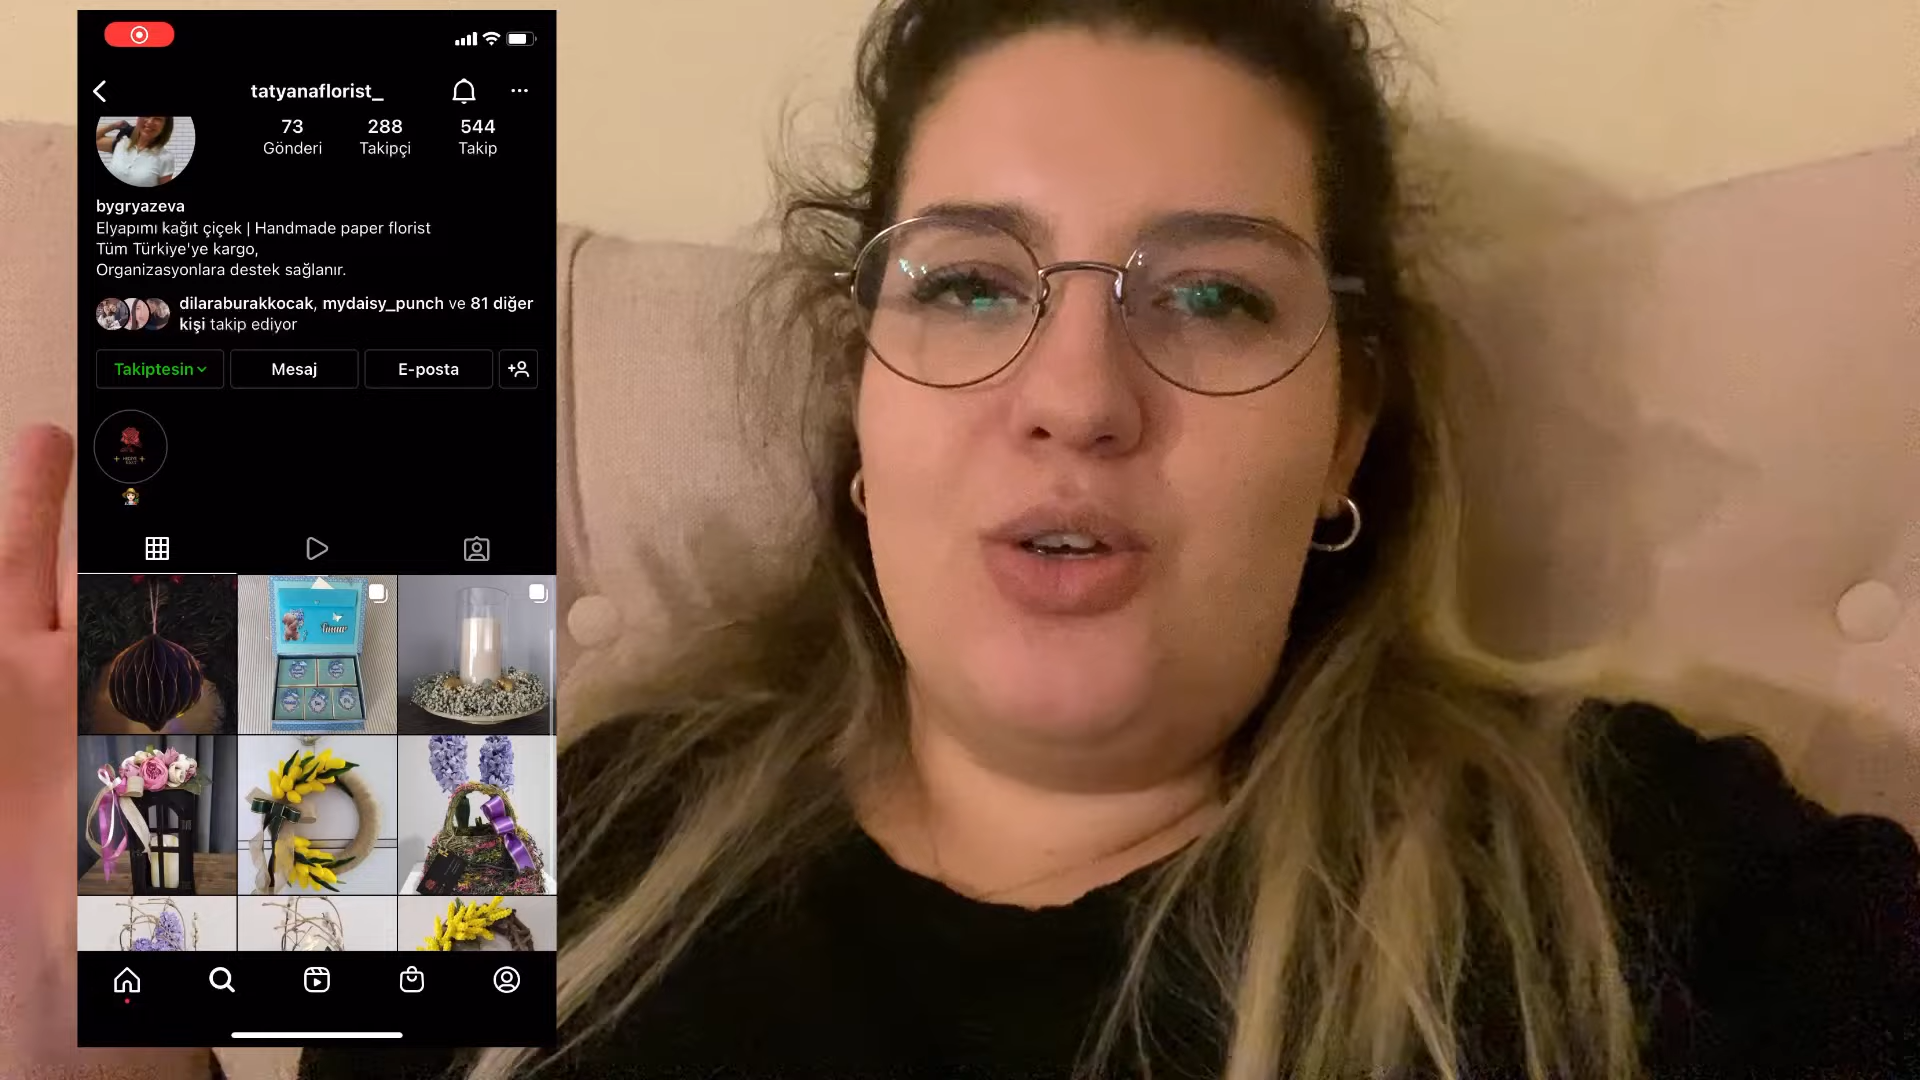 tatyanaflorist_
73 288 544
Gönderi Takipçi Takip
bygryazeva
Elyapımı kağıt çiçek | Handmade paper florist
Tüm Türkiye'ye kargo,
Organizasyonlara destek sağlanır.
dilaraburakkocak, mydaisy_punch ve 81 diğer
kişi takip ediyor
Takiptesin Mesaj E-posta